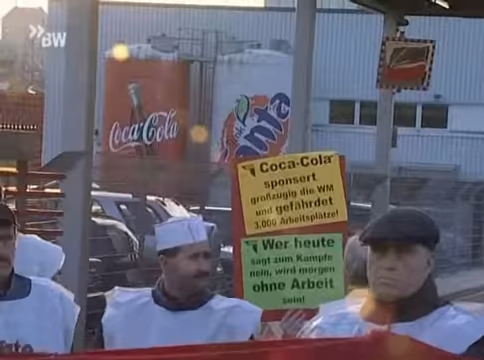 »BW
Coca-Cola
Coca-Cola
sponsert
großzügig die WM
und gefährdet
3.000 Arbeitsplätze!
Wer heute
sagt zum Kampfe
nein, wird morgen
ohne Arbeit
sein!